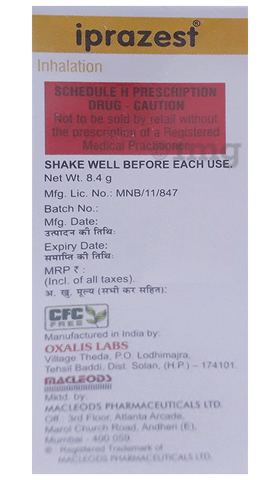 iprazest®
Inhalation
SCHEDULE H PRESCRIPTION
DRUG - CAUTION
Not to be sold by retail without
the prescription of a Registered
Medical Practitioner
SHAKE WELL BEFORE EACH USE.
Net Wt. 8.4 g
Mfg. Lic. No.: MNB/11/847
Batch No.:
Mfg. Date:
उत्पादन की तिथि:
Expiry Date:
समाप्ति की तिथि:
MRP ₹ :
(Incl. of all taxes).
अ. खु. मूल्य (सभी कर सहित):
CFC
FREE
Manufactured in India by:
OXALIS LABS
Village Theda, P.O. Lodhimajra,
Tehsil Baddi, Dist. Solan, (H.P.) – 174101.
MACLEODS
Mktd. by:
MACLEODS PHARMACEUTICALS LTD.
Off : 3rd Floor, Atlanta Arcade,
Marol Church Road, Andheri (E),
Mumbai - 400 059.
® : Registered Trademark of
MACLEODS PHARMACEUTICALS LTD.